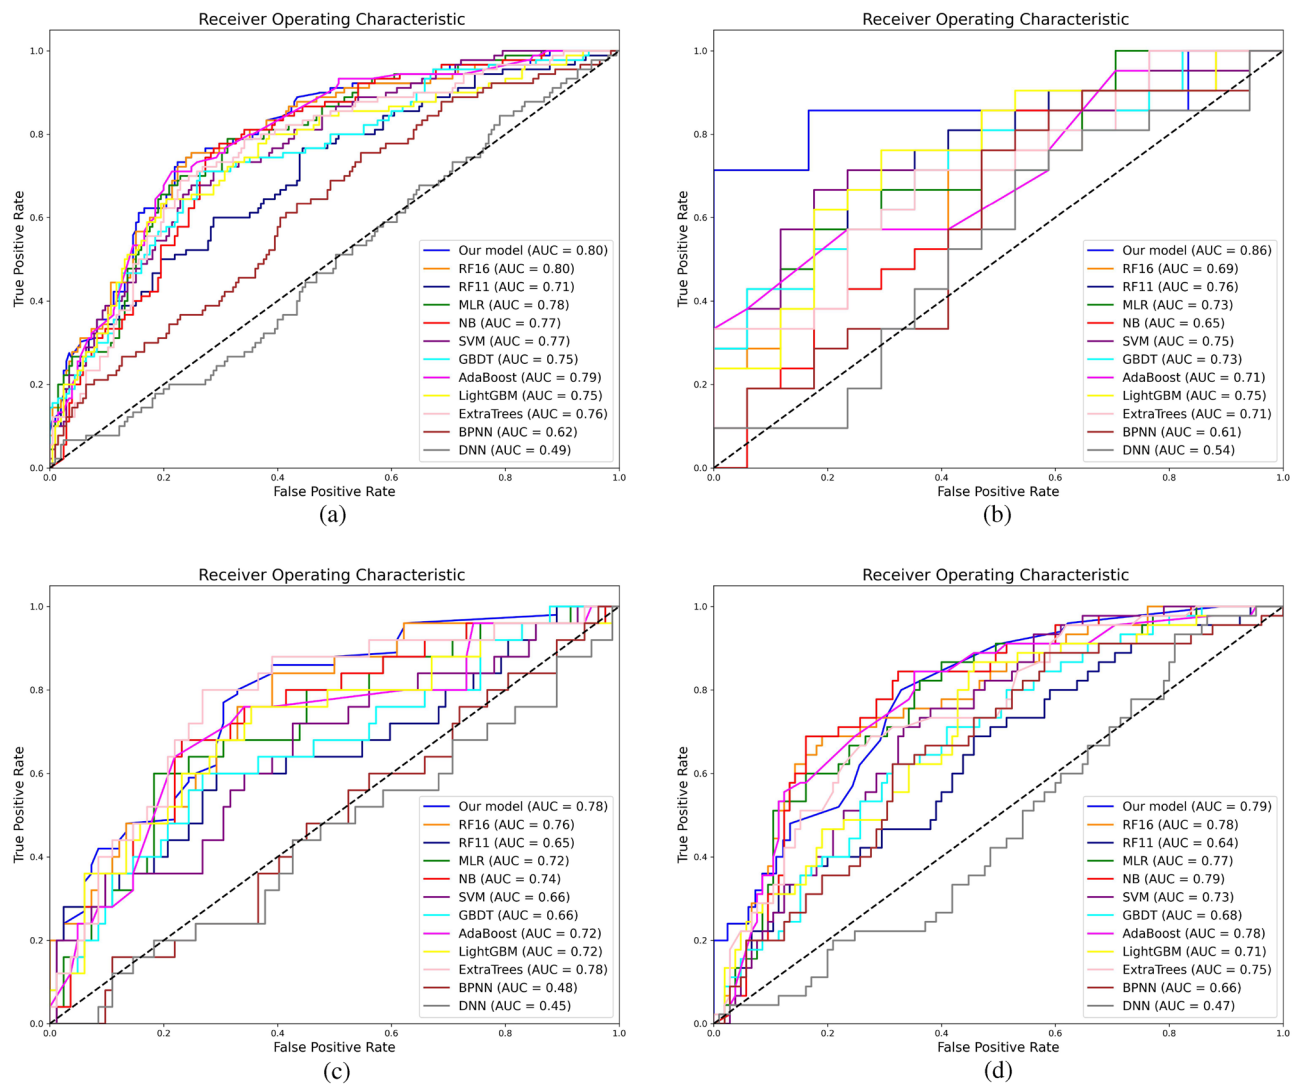 Receiver Operating Characteristic
True Positive Rate
1.0
0.8
0.6
0.4
0.2
0.0
Our model (AUC = 0.80)
RF16 (AUC = 0.80)
RF11 (AUC = 0.71)
MLR (AUC = 0.78)
NB (AUC = 0.77)
SVM (AUC = 0.77)
GBDT (AUC = 0.75)
AdaBoost (AUC = 0.79)
LightGBM (AUC = 0.75)
ExtraTrees (AUC = 0.76)
BPNN (AUC = 0.62)
DNN (AUC = 0.49)
0.0 0.2 0.4 0.6 0.8 1.0
False Positive Rate
(a)
Receiver Operating Characteristic
True Positive Rate
1.0
0.8
0.6
0.4
0.2
0.0
Our model (AUC = 0.86)
RF16 (AUC = 0.69)
RF11 (AUC = 0.76)
MLR (AUC = 0.73)
NB (AUC = 0.65)
SVM (AUC = 0.75)
GBDT (AUC = 0.73)
AdaBoost (AUC = 0.71)
LightGBM (AUC = 0.75)
ExtraTrees (AUC = 0.71)
BPNN (AUC = 0.61)
DNN (AUC = 0.54)
0.0 0.2 0.4 0.6 0.8 1.0
False Positive Rate
(b)
Receiver Operating Characteristic
True Positive Rate
1.0
0.8
0.6
0.4
0.2
0.0
Our model (AUC = 0.78)
RF16 (AUC = 0.76)
RF11 (AUC = 0.65)
MLR (AUC = 0.72)
NB (AUC = 0.74)
SVM (AUC = 0.66)
GBDT (AUC = 0.66)
AdaBoost (AUC = 0.72)
LightGBM (AUC = 0.72)
ExtraTrees (AUC = 0.78)
BPNN (AUC = 0.48)
DNN (AUC = 0.45)
0.0 0.2 0.4 0.6 0.8 1.0
False Positive Rate
(c)
Receiver Operating Characteristic
True Positive Rate
1.0
0.8
0.6
0.4
0.2
0.0
Our model (AUC = 0.79)
RF16 (AUC = 0.78)
RF11 (AUC = 0.64)
MLR (AUC = 0.77)
NB (AUC = 0.79)
SVM (AUC = 0.73)
GBDT (AUC = 0.68)
AdaBoost (AUC = 0.78)
LightGBM (AUC = 0.71)
ExtraTrees (AUC = 0.75)
BPNN (AUC = 0.66)
DNN (AUC = 0.47)
0.0 0.2 0.4 0.6 0.8 1.0
False Positive Rate
(d)